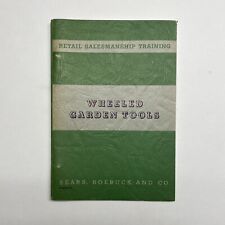 RETAIL SALESMANSHIP TRAINING
WHEELED
GARDEN TOOLS
SEARS, ROEBUCK AND CO